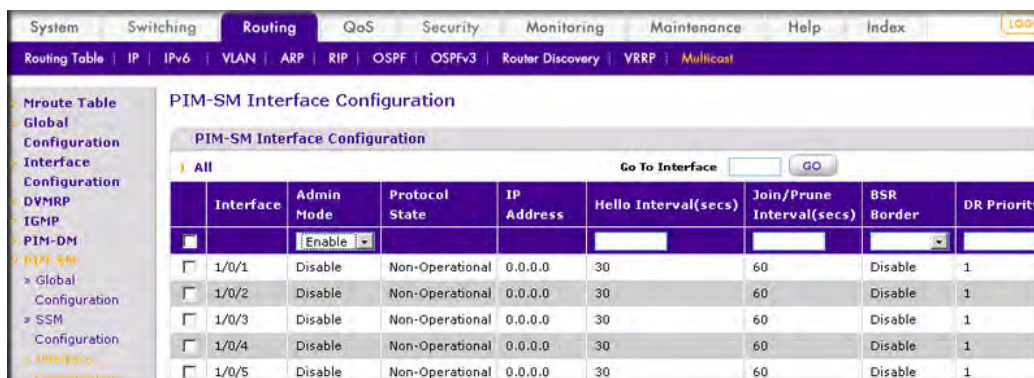 System Switching Routing QoS Security Monitoring Maintenance Help Index LOG
Routing Table | IP | IPv6 | VLAN | ARP | RIP | OSPF | OSPFv3 | Router Discovery | VRRP | Multicast
Mroute Table
Global
Configuration
Interface
Configuration
DVMRP
IGMP
PIM-DM
PIM-SM
» Global
Configuration
» SSM
Configuration
» Interface
PIM-SM Interface Configuration
PIM-SM Interface Configuration
All Go To Interface GO
Interface Admin Mode Protocol State IP Address Hello Interval(secs) Join/Prune Interval(secs) BSR Border DR Priority
Enable
1/0/1 Disable Non-Operational 0.0.0.0 30 60 Disable 1
1/0/2 Disable Non-Operational 0.0.0.0 30 60 Disable 1
1/0/3 Disable Non-Operational 0.0.0.0 30 60 Disable 1
1/0/4 Disable Non-Operational 0.0.0.0 30 60 Disable 1
1/0/5 Disable Non-Operational 0.0.0.0 30 60 Disable 1